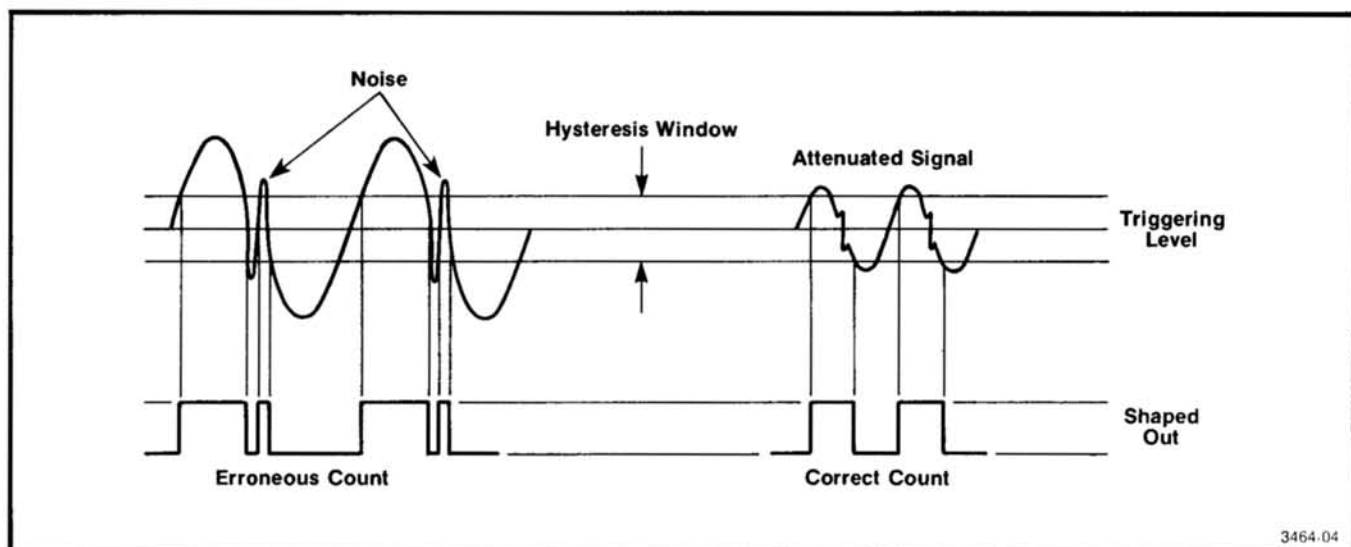 Noise
Hysteresis Window
Attenuated Signal
Triggering
Level
Shaped
Out
Erroneous Count
Correct Count
3464-04